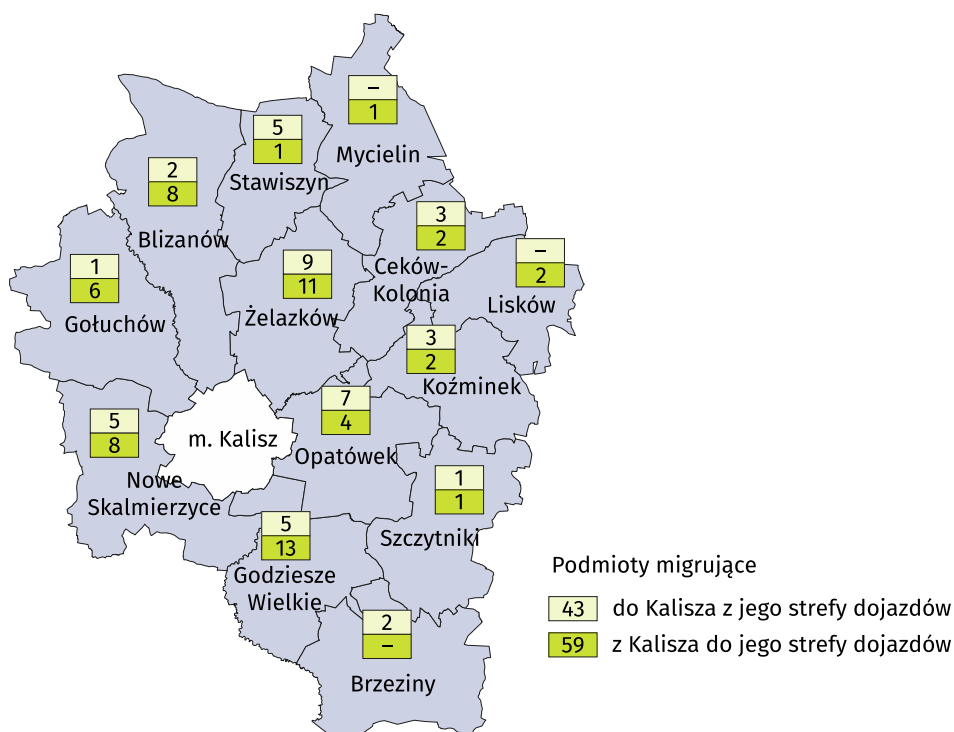 –
1
Mycielin
5
1
Stawiszyn
2
8
Blizanów
3
2
Ceków-
Kolonia
–
2
Lisków
1
6
Gołuchów
9
11
Żelazków
3
2
Koźminek
7
4
Opatówek
5
8
Nowe
Skalmierzyce
m. Kalisz
1
1
Szczytniki
5
13
Godziesze
Wielkie
2
–
Brzeziny
Podmioty migrujące
43 do Kalisza z jego strefy dojazdów
59 z Kalisza do jego strefy dojazdów